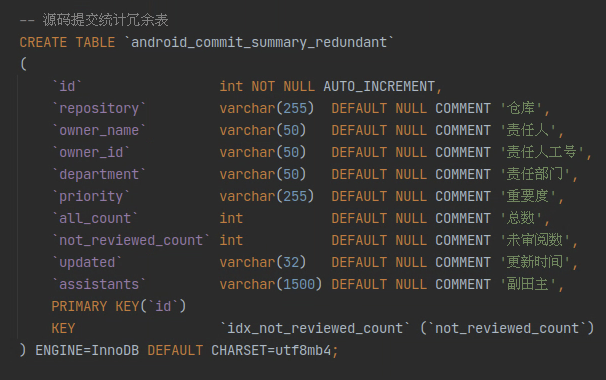 -- 源码提交统计冗余表
CREATE TABLE `android_commit_summary_redundant`
(
`id` int NOT NULL AUTO_INCREMENT,
`repository` varchar(255) DEFAULT NULL COMMENT '仓库',
`owner_name` varchar(50) DEFAULT NULL COMMENT '责任人',
`owner_id` varchar(50) DEFAULT NULL COMMENT '责任人工号',
`department` varchar(50) DEFAULT NULL COMMENT '责任部门',
`priority` varchar(255) DEFAULT NULL COMMENT '重要度',
`all_count` int DEFAULT NULL COMMENT '总数',
`not_reviewed_count` int DEFAULT NULL COMMENT '未审阅数',
`updated` varchar(32) DEFAULT NULL COMMENT '更新时间',
`assistants` varchar(1500) DEFAULT NULL COMMENT '副田主',
PRIMARY KEY(`id`)
KEY `idx_not_reviewed_count` (`not_reviewed_count`)
) ENGINE=InnoDB DEFAULT CHARSET=utf8mb4;